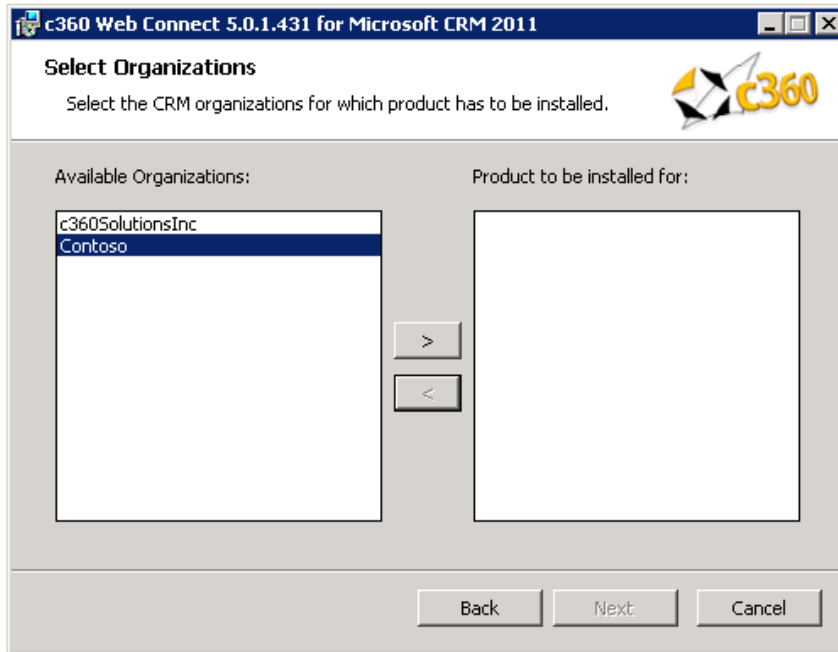 c360 Web Connect 5.0.1.431 for Microsoft CRM 2011
Select Organizations
Select the CRM organizations for which product has to be installed.
c360
Available Organizations:
Product to be installed for:
c360SolutionsInc
Contoso
>
<
Back
Next
Cancel